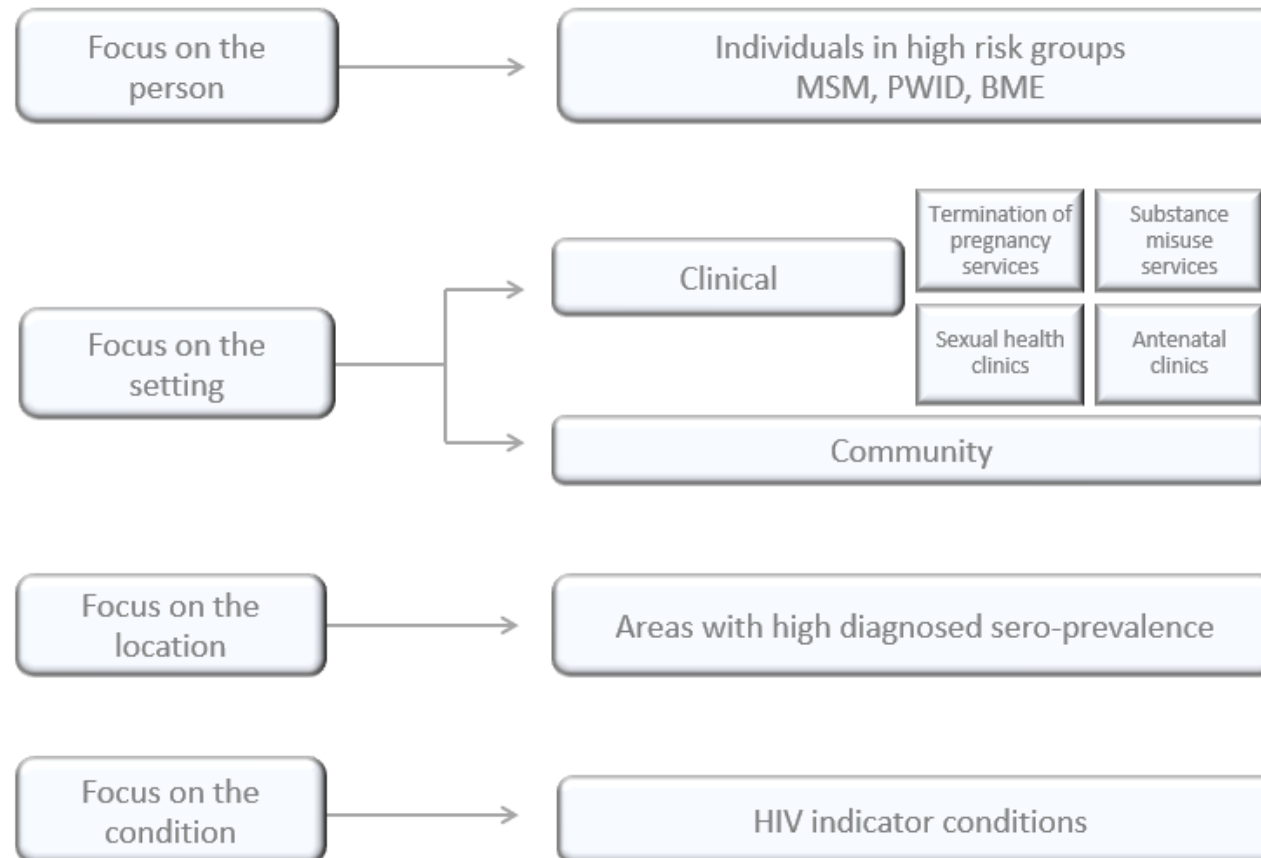 Focus on the
person
Individuals in high risk groups
MSM, PWID, BME
Focus on the
setting
Clinical
Termination of
pregnancy
services
Substance
misuse
services
Sexual health
clinics
Antenatal
clinics
Community
Focus on the
location
Areas with high diagnosed sero-prevalence
Focus on the
condition
HIV indicator conditions